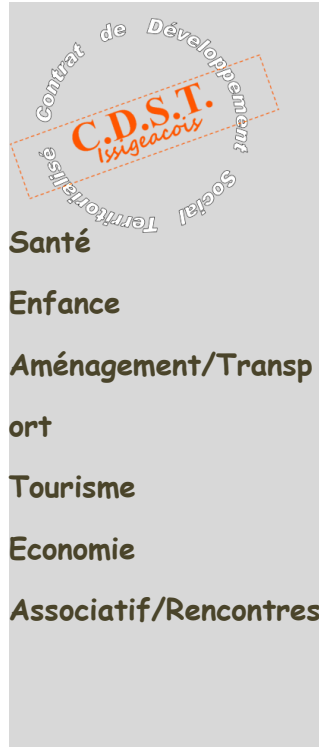 Contrat de Développement
Social Territorialisé
C.D.S.T.
Issigeacois
Santé
Enfance
Aménagement/Transp
ort
Tourisme
Economie
Associatif/Rencontres